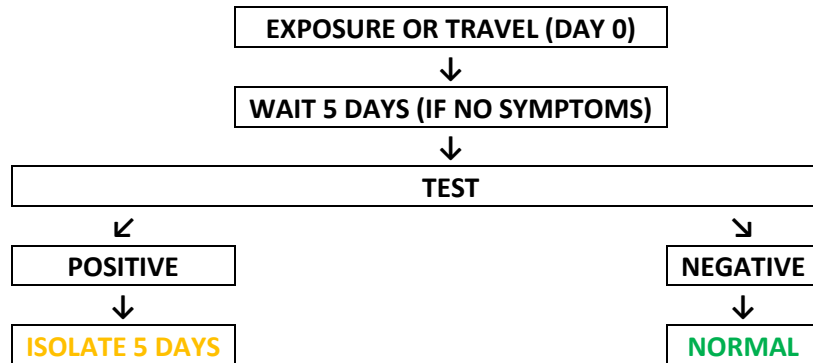 EXPOSURE OR TRAVEL (DAY 0)
WAIT 5 DAYS (IF NO SYMPTOMS)
TEST
POSITIVE
NEGATIVE
ISOLATE 5 DAYS
NORMAL